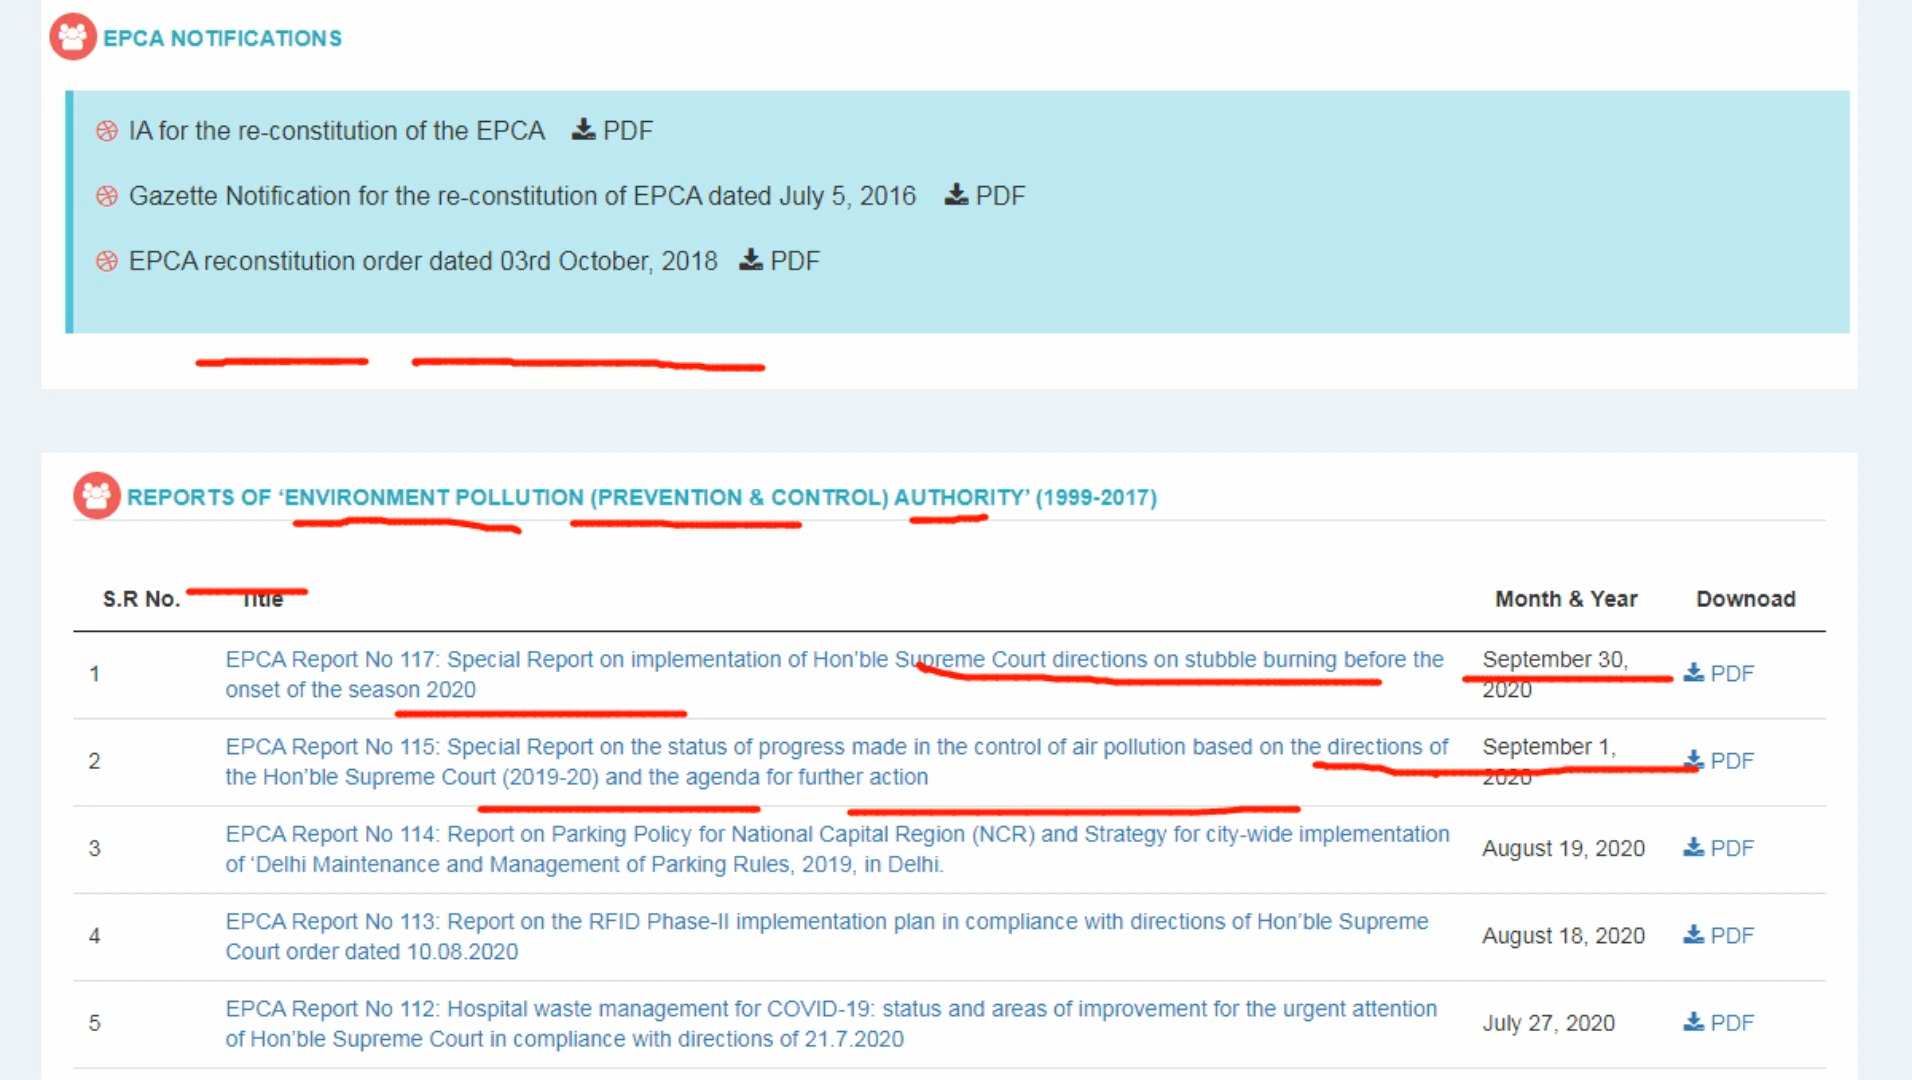 EPCA NOTIFICATIONS
IA for the re-constitution of the EPCA PDF
Gazette Notification for the re-constitution of EPCA dated July 5, 2016 PDF
EPCA reconstitution order dated 03rd October, 2018 PDF
REPORTS OF ‘ENVIRONMENT POLLUTION (PREVENTION & CONTROL) AUTHORITY’ (1999-2017)
S.R No. Title Month & Year Downoad
1 EPCA Report No 117: Special Report on implementation of Hon’ble Supreme Court directions on stubble burning before the September 30, PDF
onset of the season 2020 2020
2 EPCA Report No 115: Special Report on the status of progress made in the control of air pollution based on the directions of September 1, PDF
the Hon’ble Supreme Court (2019-20) and the agenda for further action 2020
3 EPCA Report No 114: Report on Parking Policy for National Capital Region (NCR) and Strategy for city-wide implementation August 19, 2020 PDF
of ‘Delhi Maintenance and Management of Parking Rules, 2019, in Delhi.
4 EPCA Report No 113: Report on the RFID Phase-II implementation plan in compliance with directions of Hon’ble Supreme August 18, 2020 PDF
Court order dated 10.08.2020
5 EPCA Report No 112: Hospital waste management for COVID-19: status and areas of improvement for the urgent attention July 27, 2020 PDF
of Hon’ble Supreme Court in compliance with directions of 21.7.2020